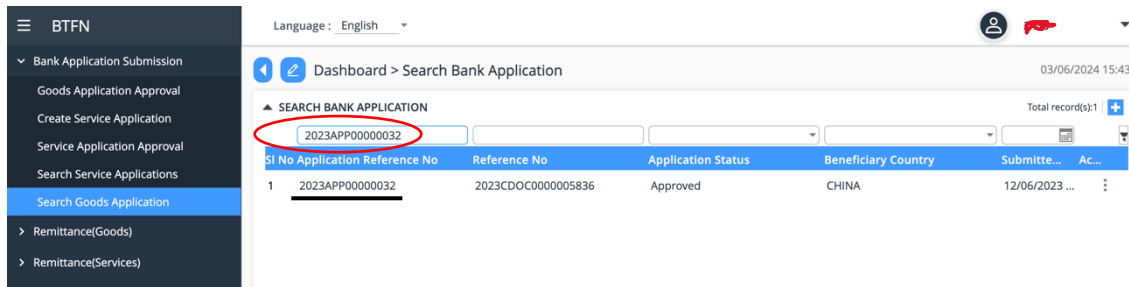 BTFN
Language : English
Bank Application Submission
Goods Application Approval
Create Service Application
Service Application Approval
Search Service Applications
Search Goods Application
Remittance(Goods)
Remittance(Services)
Dashboard > Search Bank Application
03/06/2024 15:43
SEARCH BANK APPLICATION
Total record(s):1
2023APP00000032
Sl No Application Reference No Reference No Application Status Beneficiary Country Submitte... Ac...
1 2023APP00000032 2023CDOC0000005836 Approved CHINA 12/06/2023 ...